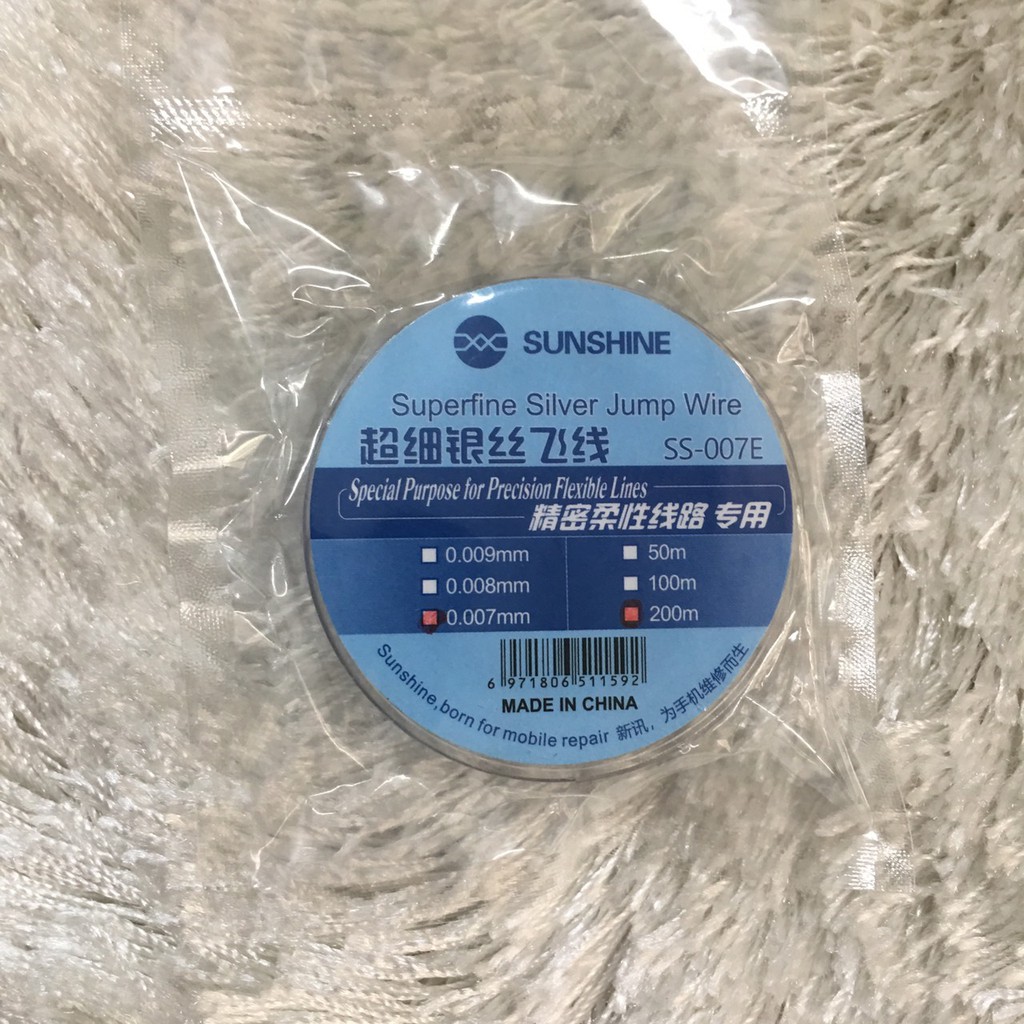 SUNSHINE
Superfine Silver Jump Wire
超细银丝飞线 SS-007E
Special Purpose for Precision Flexible Lines
精密柔性线路 专用
0.009mm 50m
0.008mm 100m
0.007mm 200m
6 971806 511592
MADE IN CHINA
Sunshine,born for mobile repair 新讯，为手机维修而生